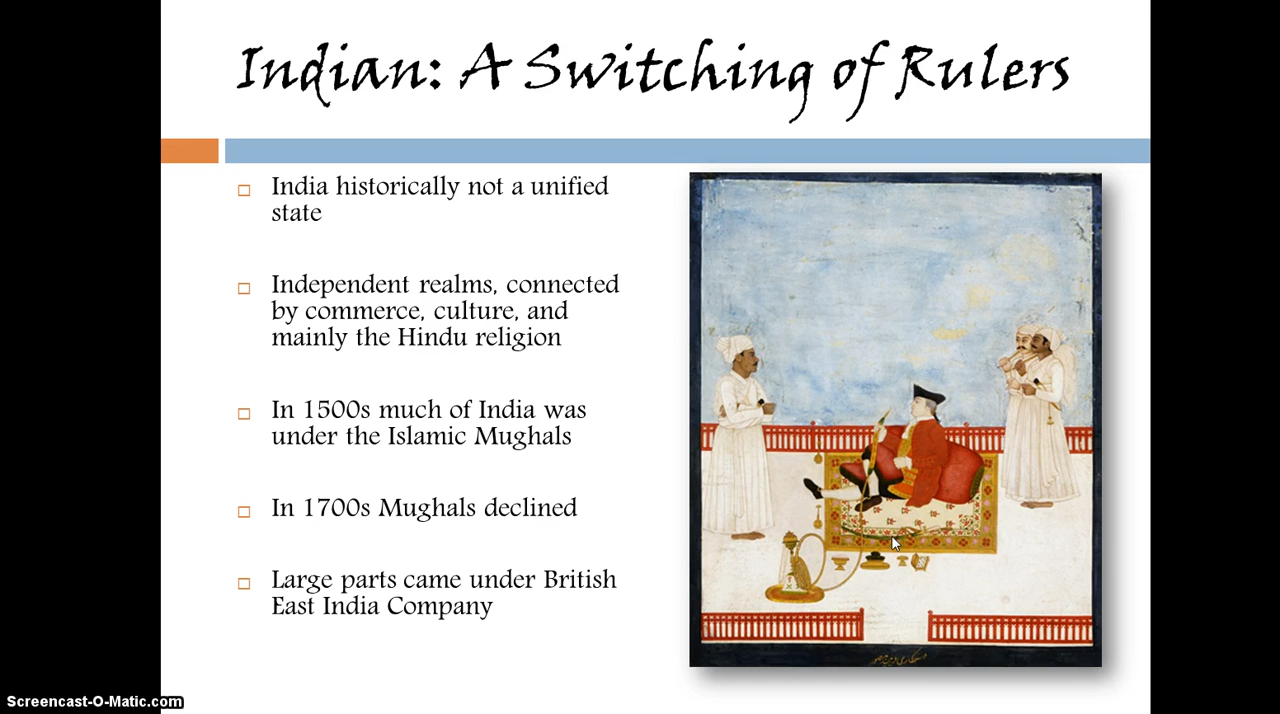 Indian: A Switching of Rulers
India historically not a unified
state
Independent realms, connected
by commerce, culture, and
mainly the Hindu religion
In 1500s much of India was
under the Islamic Mughals
In 1700s Mughals declined
Large parts came under British
East India Company
Screencast-O-Matic.com